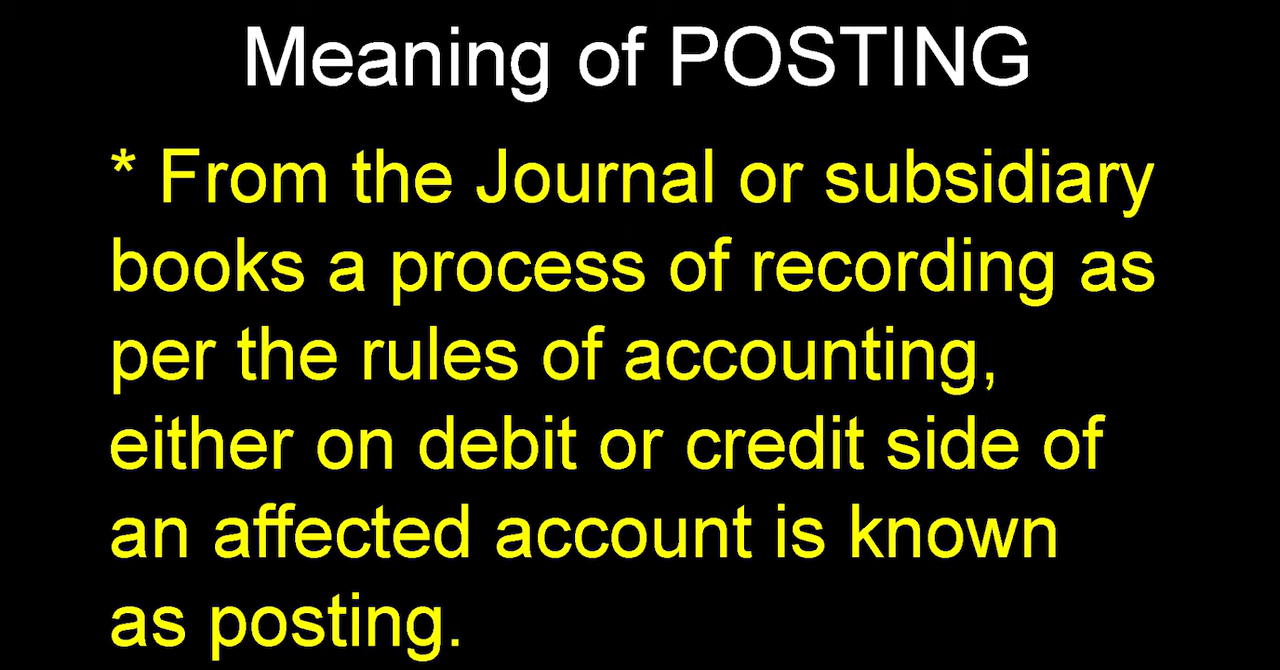 Meaning of POSTING
* From the Journal or subsidiary
books a process of recording as
per the rules of accounting,
either on debit or credit side of
an affected account is known
as posting.